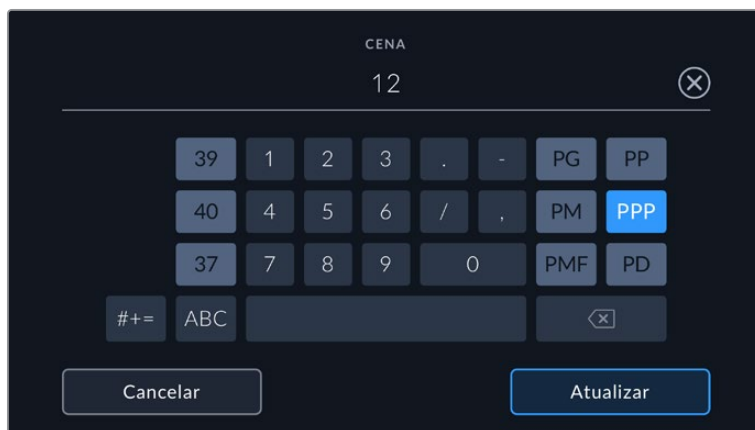 CENA
12
39 1 2 3 . - PG PP
40 4 5 6 / , PM PPP
37 7 8 9 0 PMF PD
#+= ABC
Cancelar Atualizar